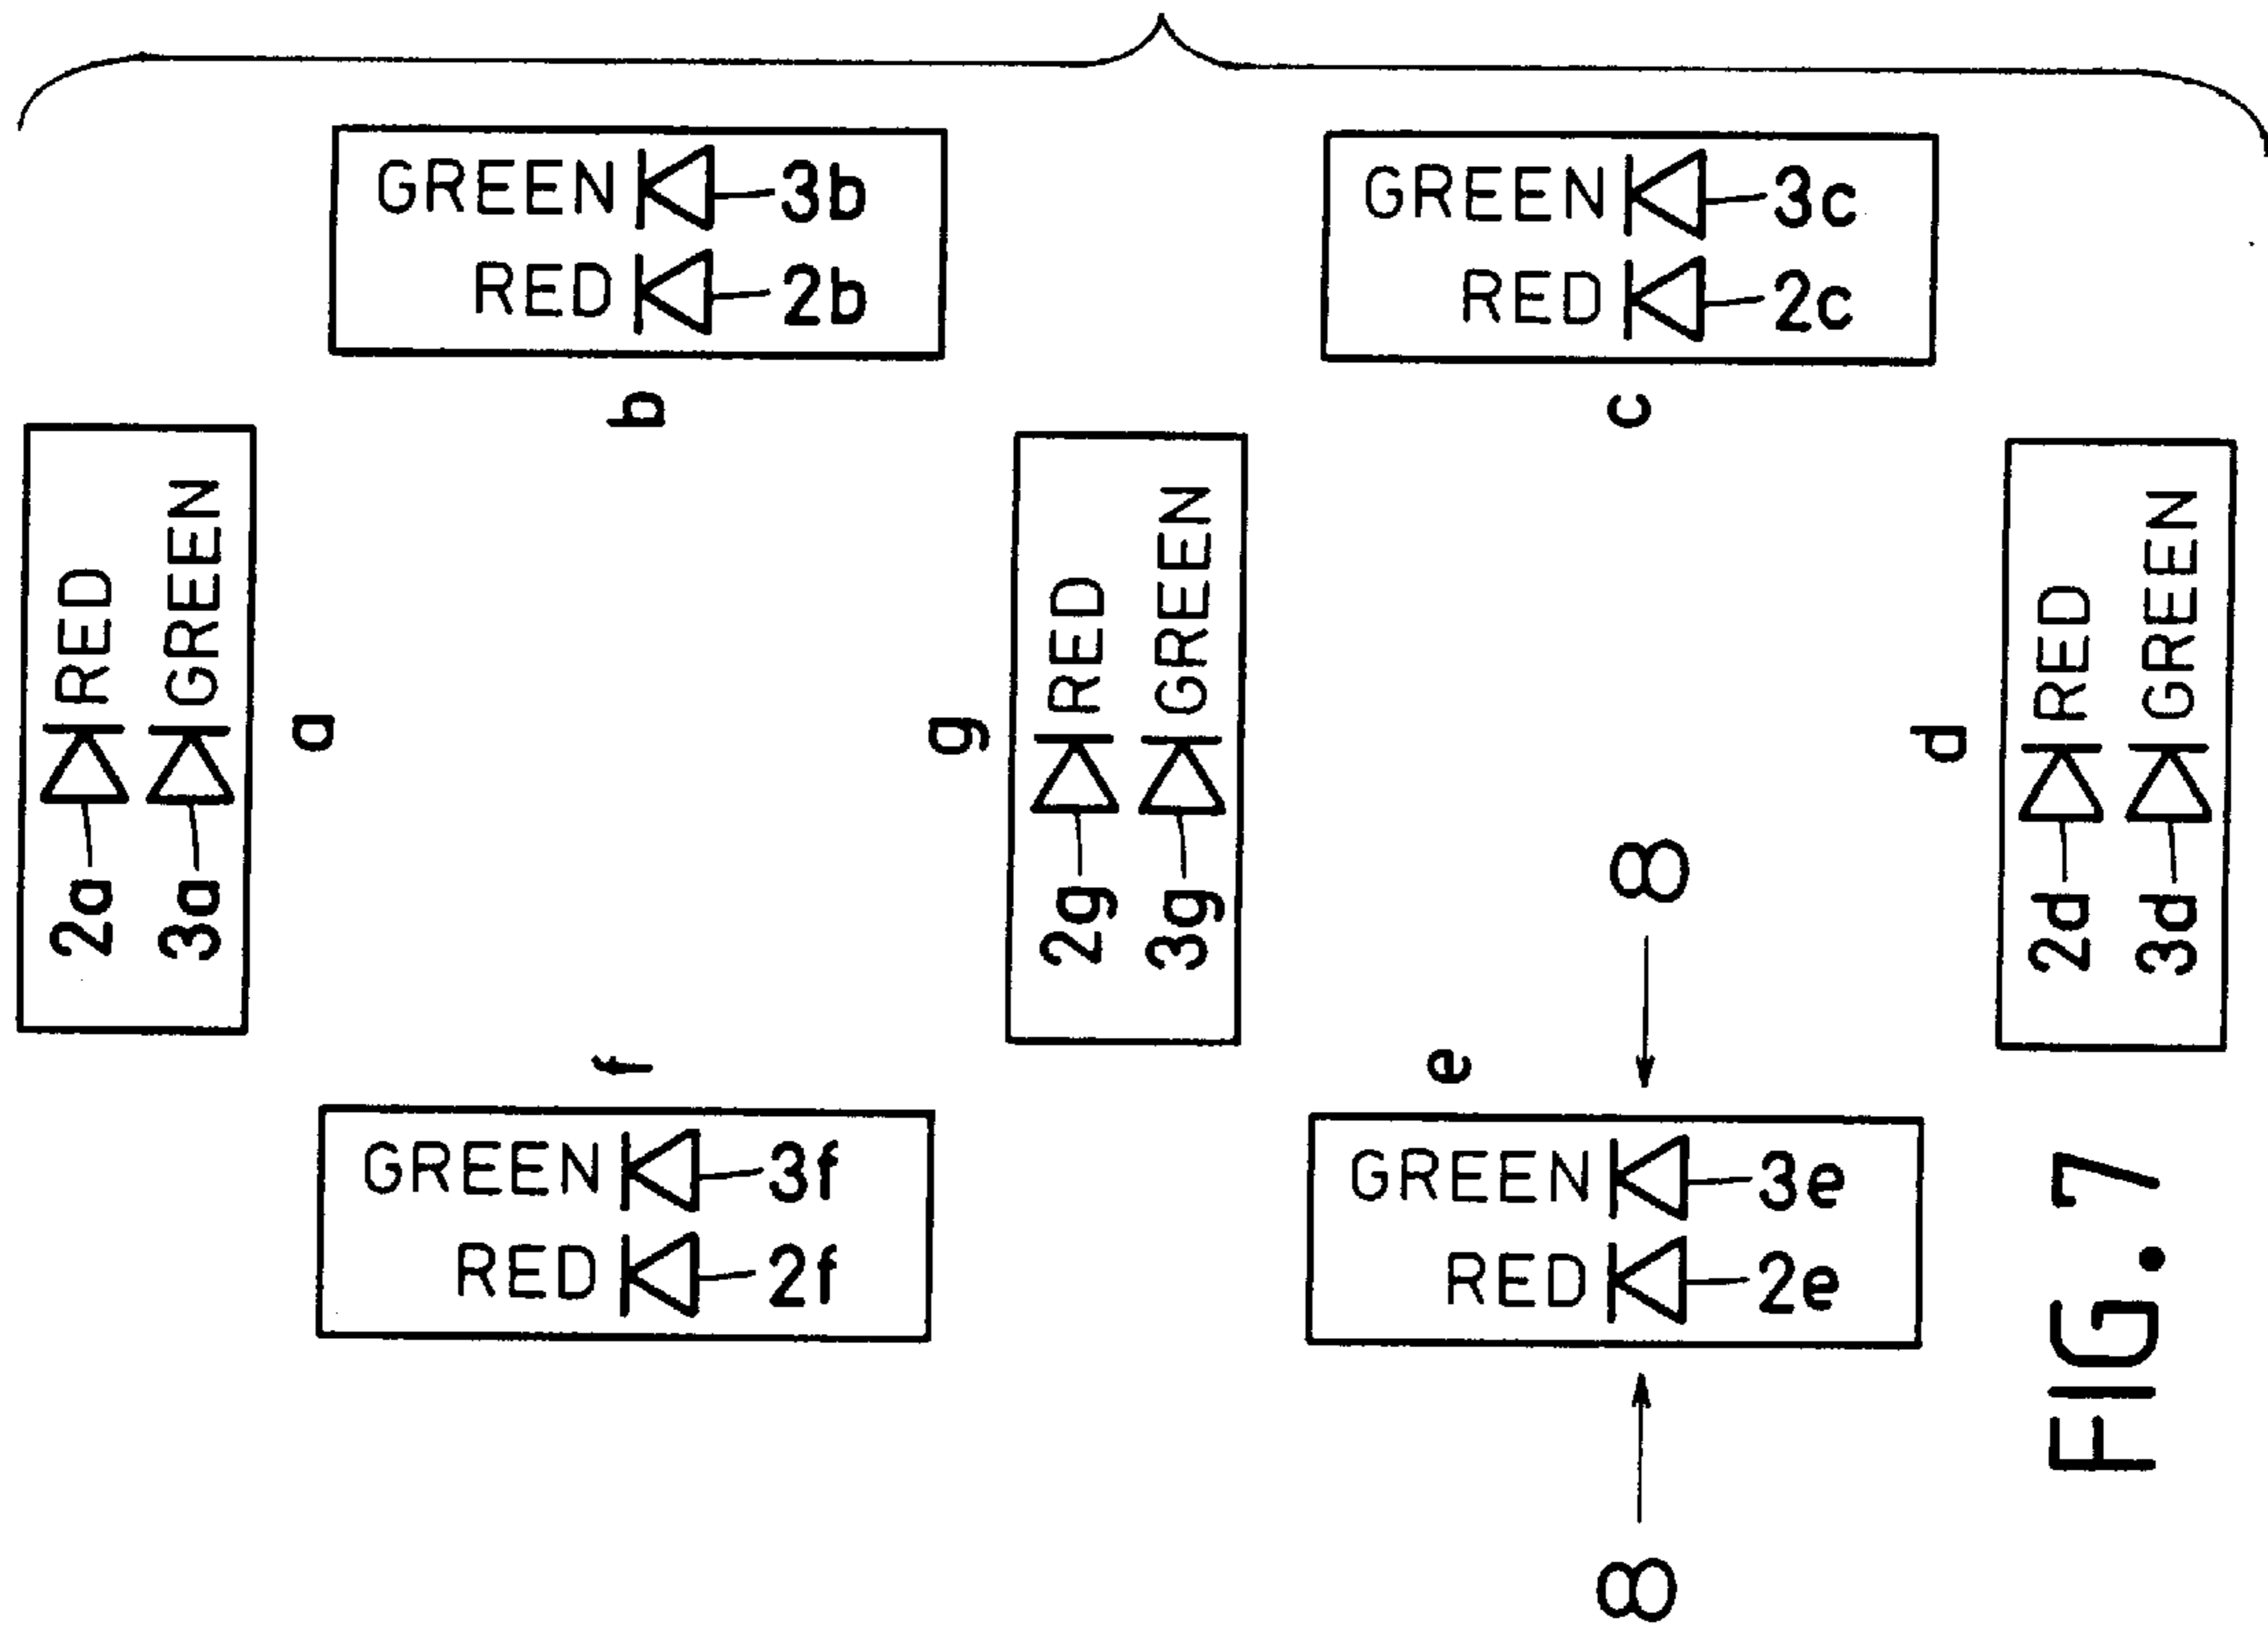 GREEN 3b
RED 2b
b
GREEN 3c
RED 2c
c
2a RED
3a GREEN
a
g
2g RED
3g GREEN
d
2d RED
3d GREEN
f
GREEN 3f
RED 2f
e
GREEN 3e
RED 2e
8
8
FIG. 7